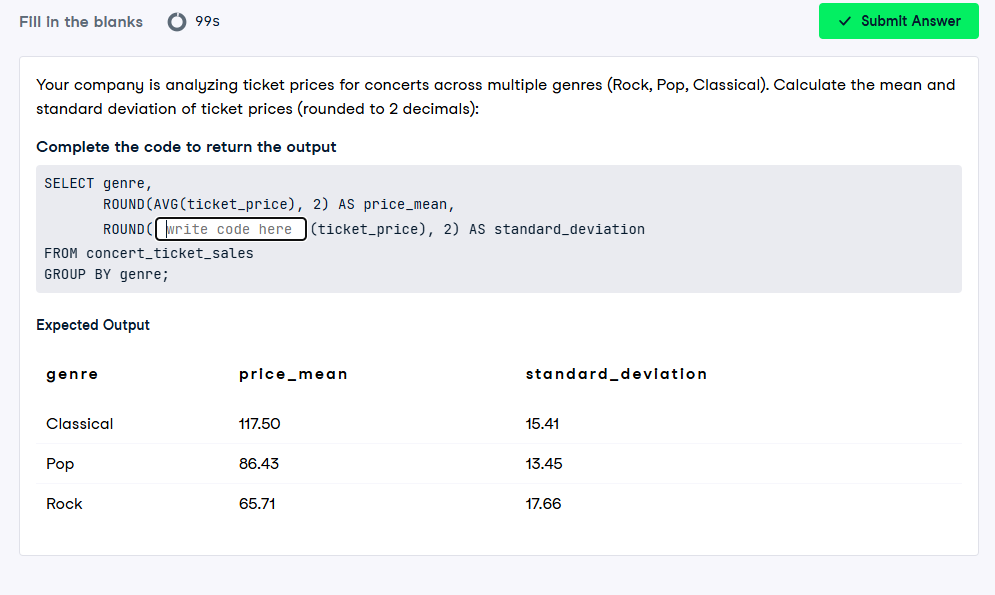 Fill in the blanks 99s Submit Answer
Your company is analyzing ticket prices for concerts across multiple genres (Rock, Pop, Classical). Calculate the mean and
standard deviation of ticket prices (rounded to 2 decimals):
Complete the code to return the output
SELECT genre,
ROUND(AVG(ticket_price), 2) AS price_mean,
ROUND( write code here (ticket_price), 2) AS standard_deviation
FROM concert_ticket_sales
GROUP BY genre;
Expected Output
genre price_mean standard_deviation
Classical 117.50 15.41
Pop 86.43 13.45
Rock 65.71 17.66